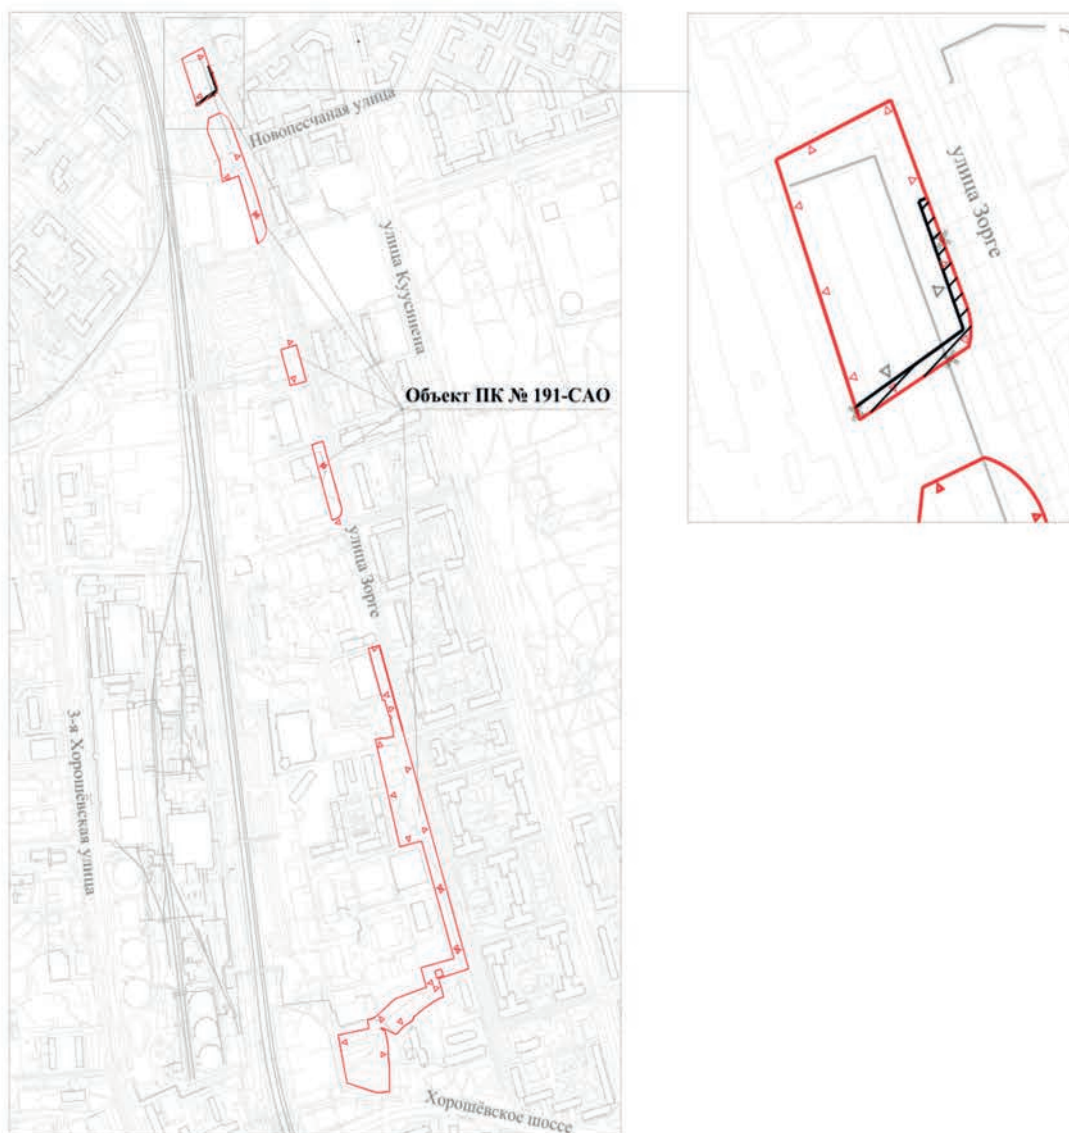 Новопесчаная улица
улица Зорге
улица Куусинена
Объект ПК № 191-САО
улица Зорге
3-я Хорошёвская улица
Хорошёвское шоссе